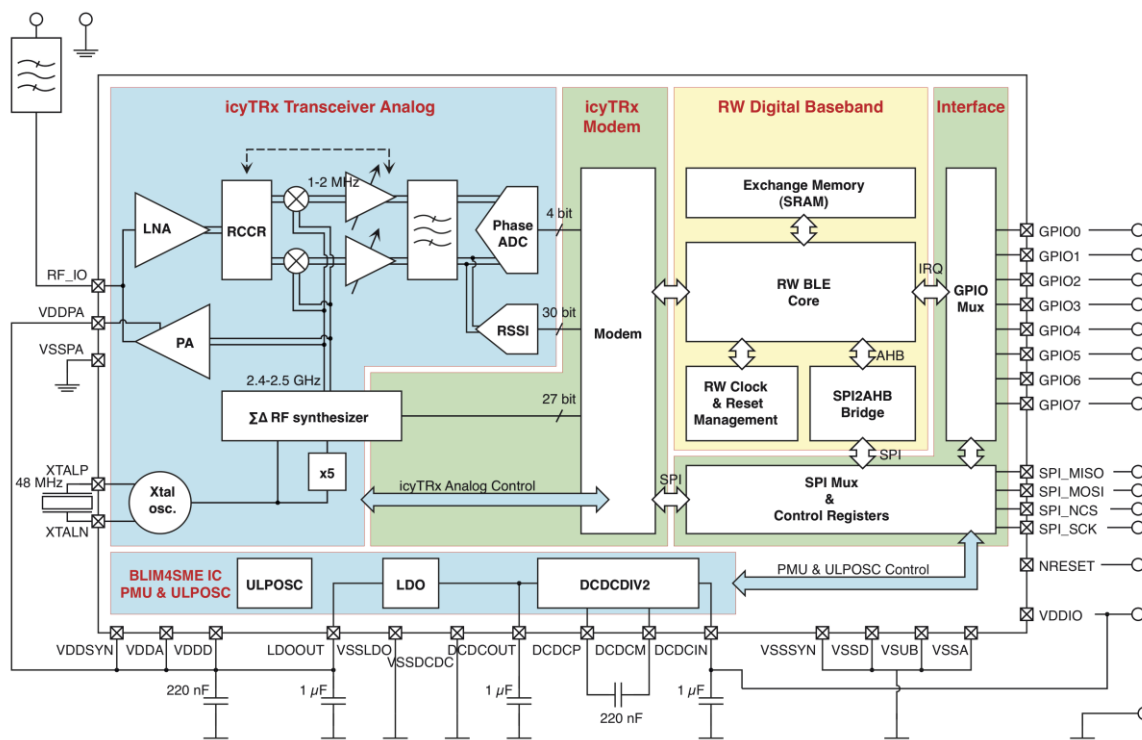 icyTRx Transceiver Analog
icyTRx
Modem
RW Digital Baseband
Interface
1-2 MHz
LNA
RCCR
Phase
ADC
4 bit
Exchange Memory
(SRAM)
RW BLE
Core
IRQ
GPIO
Mux
GPIO0
GPIO1
GPIO2
GPIO3
GPIO4
GPIO5
GPIO6
GPIO7
RF_IO
VDDPA
VSSPA
PA
RSSI
30 bit
Modem
AHB
RW Clock
& Reset
Management
SPI2AHB
Bridge
2.4-2.5 GHz
ΣΔ RF synthesizer
27 bit
x5
SPI
XTALP
48 MHz
XTALN
Xtal
osc.
icyTRx Analog Control
SPI
SPI Mux
&
Control Registers
SPI_MISO
SPI_MOSI
SPI_NCS
SPI_SCK
BLIM4SME IC
PMU & ULPOSC
ULPOSC
LDO
DCDCDIV2
PMU & ULPOSC Control
NRESET
VDDIO
VDDSYN
VDDA
VDDD
LDOOUT
VSSLDO
VSSDCDC
DCDCOUT
DCDCP
DCDCM
DCDCIN
VSSSYN
VSSD
VSUB
VSSA
220 nF
1 µF
1 µF
220 nF
1 µF